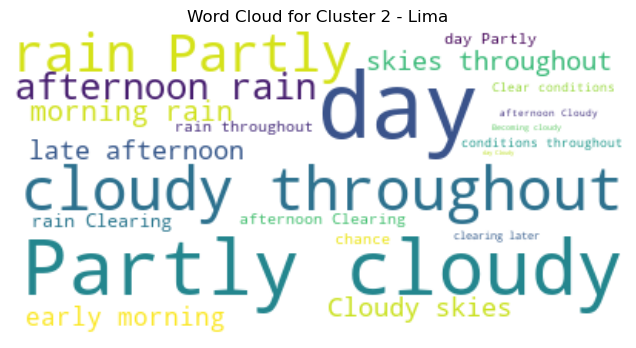 Word Cloud for Cluster 2 - Lima
rain Partly
day Partly
skies throughout
afternoon rain
day
Clear conditions
morning rain
afternoon Cloudy
rain throughout
Becoming cloudy
conditions throughout
late afternoon
day Cloudy
cloudy throughout
rain Clearing
afternoon Clearing
chance
clearing later
Partly cloudy
early morning
Cloudy skies